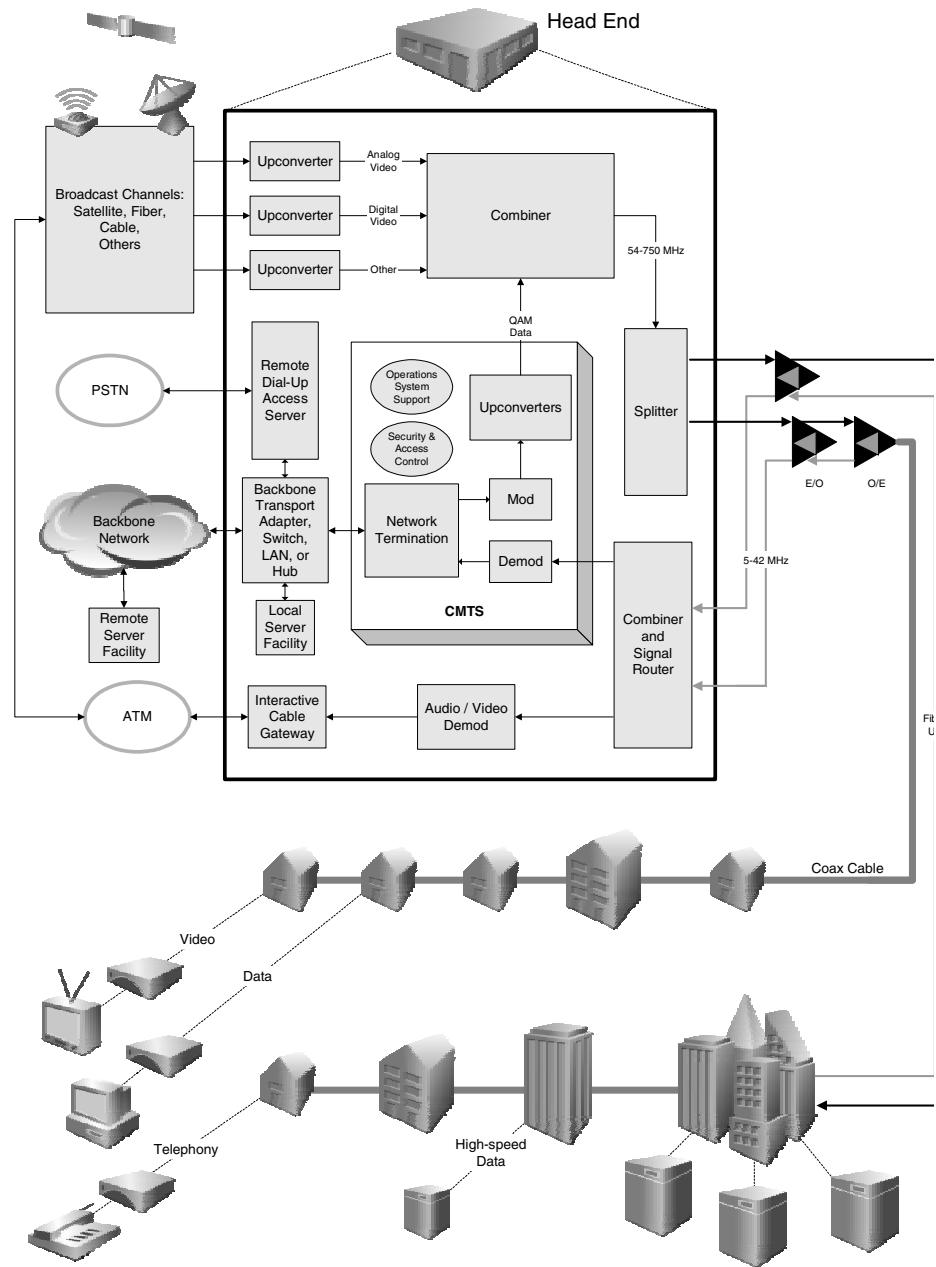 Head End
Broadcast Channels:
Satellite, Fiber,
Cable,
Others
Upconverter
Analog
Video
Upconverter
Digital
Video
Upconverter
Other
Combiner
54-750 MHz
QAM
Data
PSTN
Remote
Dial-Up
Access
Server
Operations
System
Support
Security &
Access
Control
Upconverters
Splitter
E/O
O/E
Backbone
Network
Backbone
Transport
Adapter,
Switch,
LAN, or
Hub
Network
Termination
Mod
Demod
CMTS
5-42 MHz
Remote
Server
Facility
Local
Server
Facility
Combiner
and
Signal
Router
ATM
Interactive
Cable
Gateway
Audio / Video
Demod
Coax Cable
Video
Data
Telephony
High-speed
Data